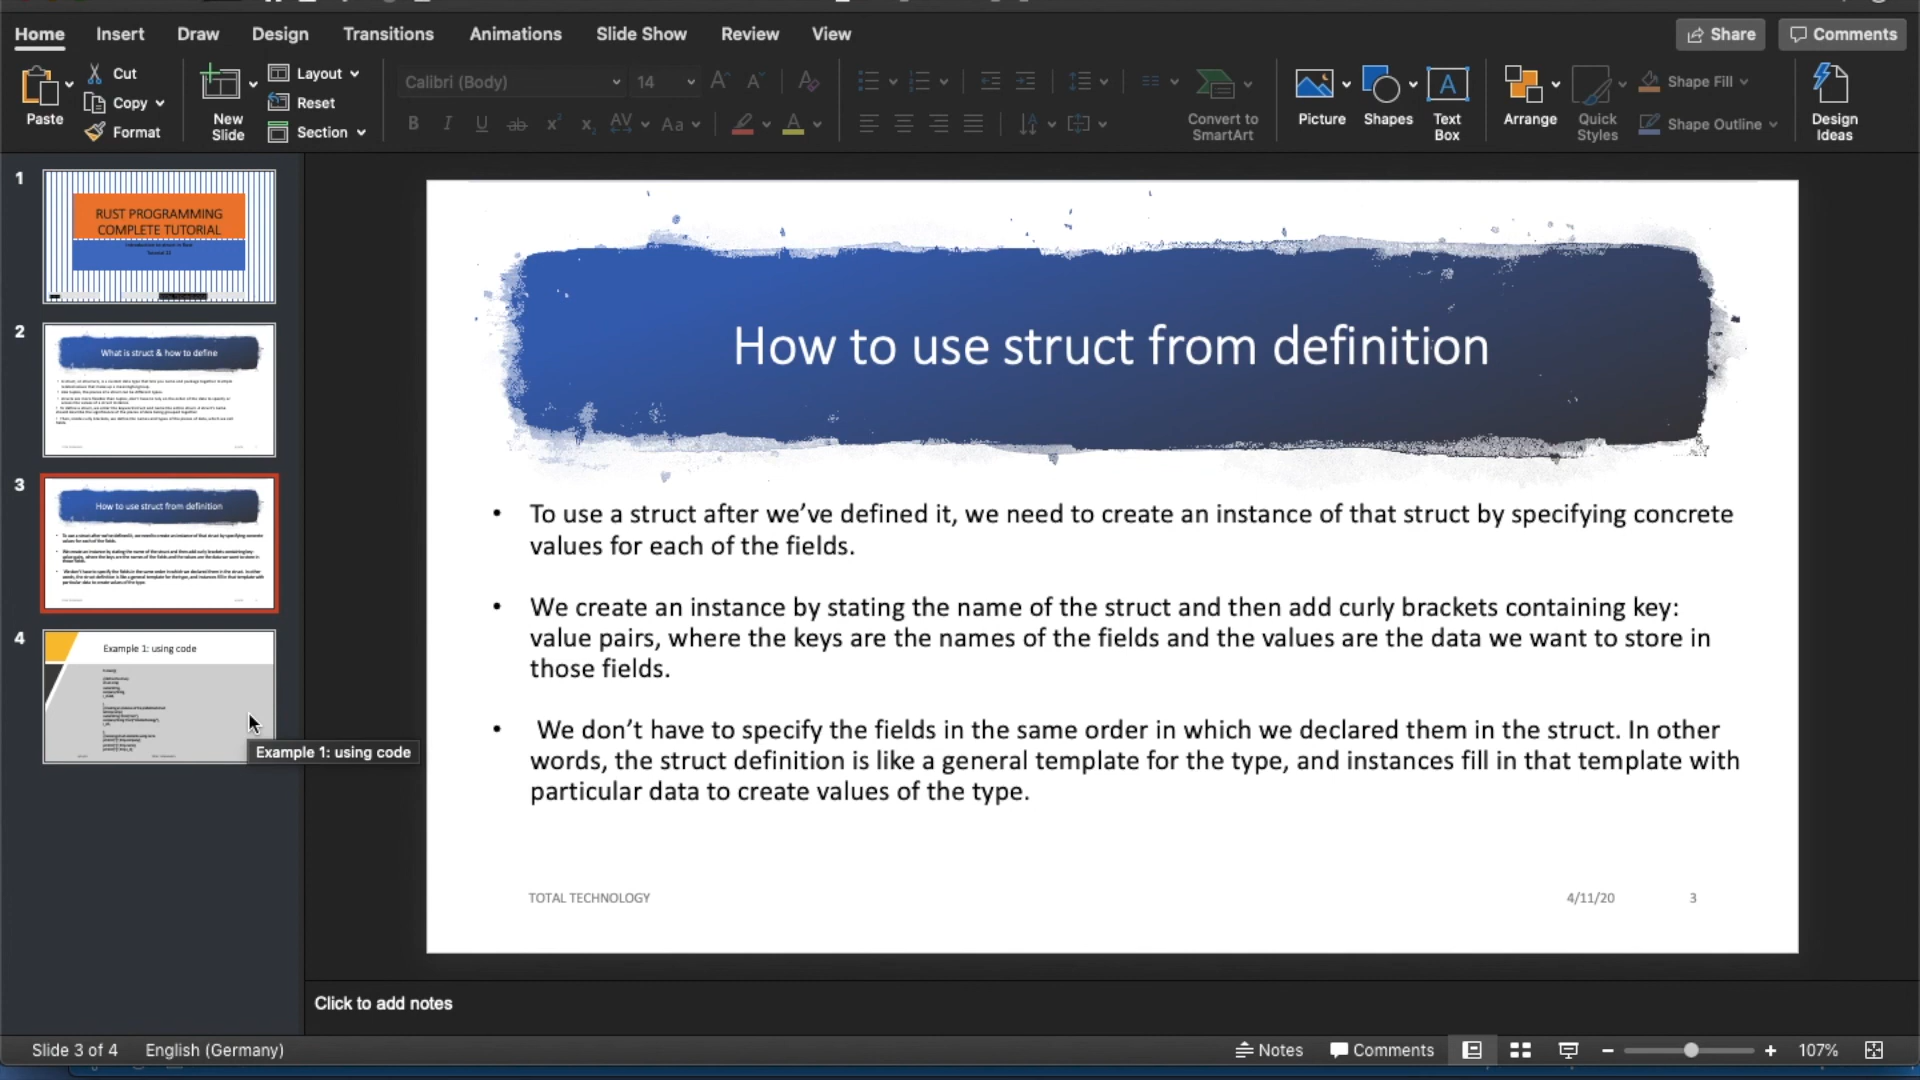 Home Insert Draw Design Transitions Animations Slide Show Review View Share Comments
Paste Cut Copy Format
New Slide Layout Reset Section
Calibri (Body) 14
Convert to SmartArt
Picture Shapes Text Box
Arrange Quick Styles Shape Fill Shape Outline
Design Ideas
1
RUST PROGRAMMING
COMPLETE TUTORIAL
2
What is struct & how to define
3
How to use struct from definition
4
Example 1: using code
Example 1: using code
How to use struct from definition
• To use a struct after we’ve defined it, we need to create an instance of that struct by specifying concrete
values for each of the fields.
• We create an instance by stating the name of the struct and then add curly brackets containing key:
value pairs, where the keys are the names of the fields and the values are the data we want to store in
those fields.
• We don’t have to specify the fields in the same order in which we declared them in the struct. In other
words, the struct definition is like a general template for the type, and instances fill in that template with
particular data to create values of the type.
TOTAL TECHNOLOGY 4/11/20 3
Click to add notes
Slide 3 of 4 English (Germany) Notes Comments 107%